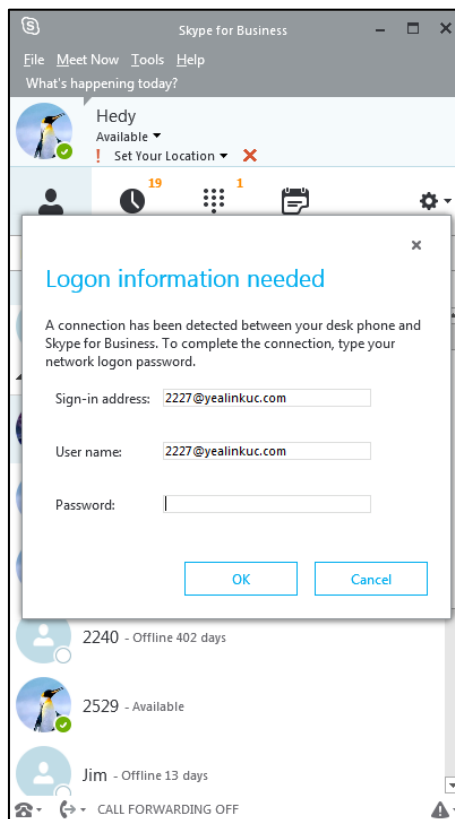 Skype for Business
File Meet Now Tools Help
What's happening today?
Hedy
Available
! Set Your Location
19
1
Logon information needed
A connection has been detected between your desk phone and
Skype for Business. To complete the connection, type your
network logon password.
Sign-in address: 2227@yealinkuc.com
User name: 2227@yealinkuc.com
Password:
OK Cancel
2240 - Offline 402 days
2529 - Available
Jim - Offline 13 days
CALL FORWARDING OFF